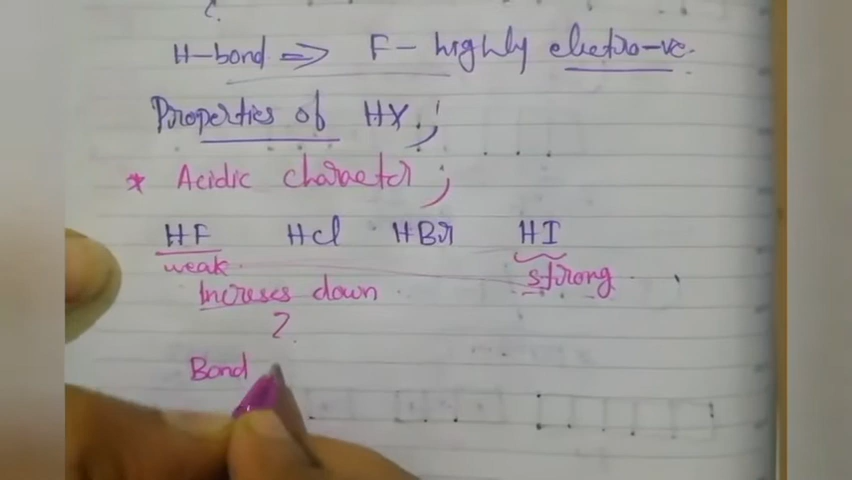 H-bond ⇒ F- highly electro-ve.
Properties of HX ;
* Acidic character ;
HF HCl HBr HI
weak strong
Increses down
?
Bond